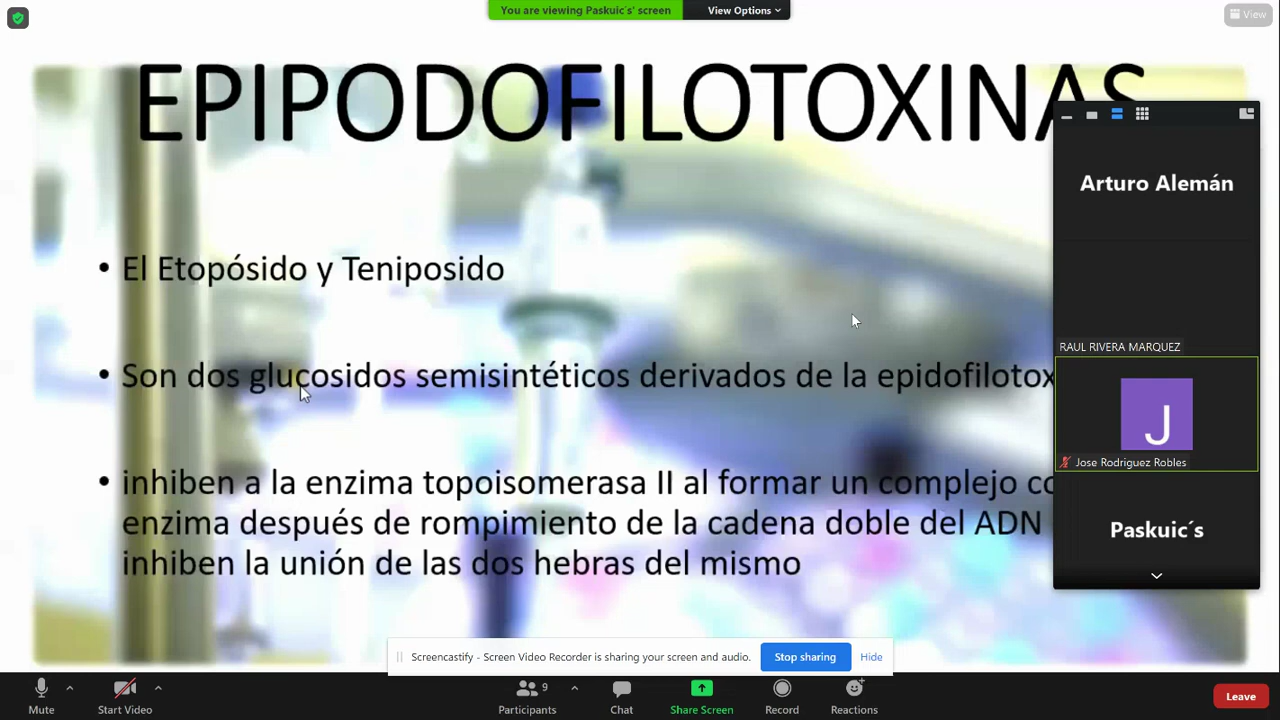 You are viewing Paskuic´s' screen
View Options
View
EPIPODOFILOTOXINAS
Arturo Alemán
• El Etopósido y Teniposido
RAUL RIVERA MARQUEZ
• Son dos glucosidos semisintéticos derivados de la epidofilotox
J
Jose Rodriguez Robles
• inhiben a la enzima topoisomerasa II al formar un complejo
enzima después de rompimiento de la cadena doble del ADN
inhiben la unión de las dos hebras del mismo
Paskuic´s
Screencastify - Screen Video Recorder is sharing your screen and audio.
Stop sharing
Hide
Mute
Start Video
9
Participants
Chat
Share Screen
Record
Reactions
Leave